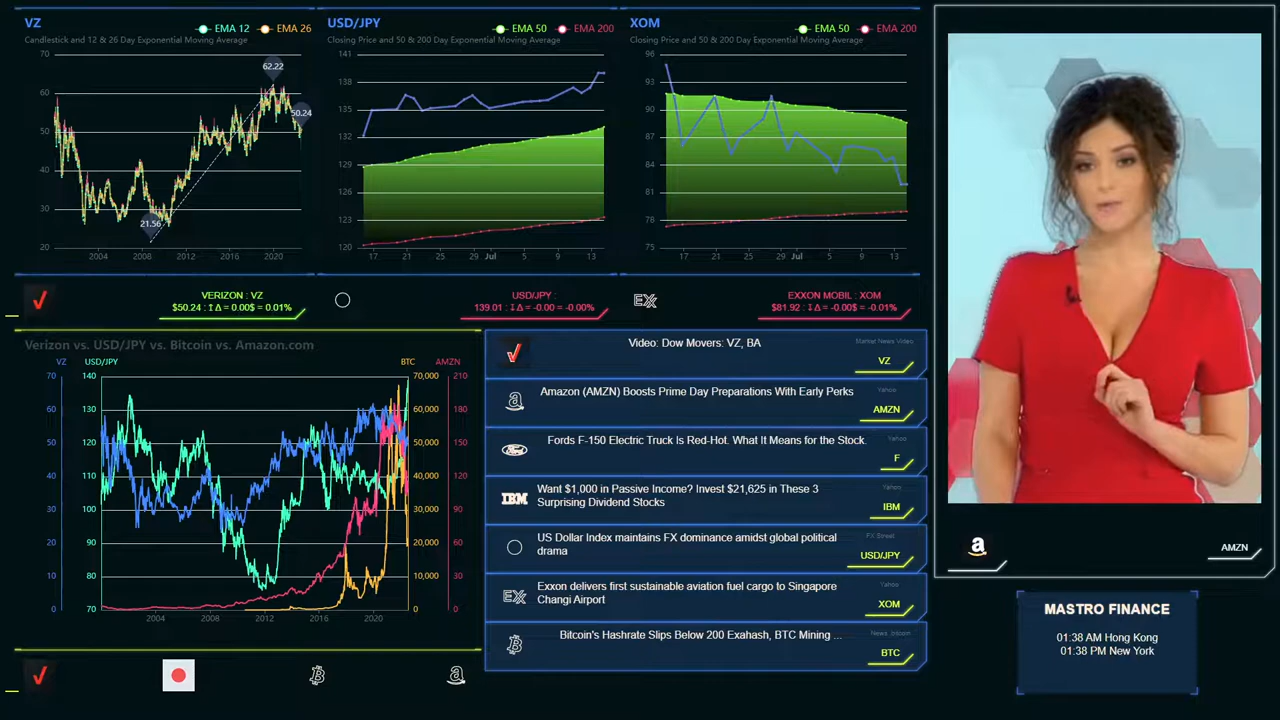 VZ
EMA 12 EMA 26
Candlestick and 12 & 26 Day Exponential Moving Average
70
60
50
40
30
20
62.22
50.24
21.56
2004 2008 2012 2016 2020
USD/JPY
EMA 50 EMA 200
Closing Price and 50 & 200 Day Exponential Moving Average
141
138
135
132
129
126
123
120
17 21 25 29 Jul 5 9 13
XOM
EMA 50 EMA 200
Closing Price and 50 & 200 Day Exponential Moving Average
96
93
90
87
84
81
78
75
17 21 25 29 Jul 5 9 13
VERIZON : VZ
$50.24 : ↥ Δ = 0.00$ = 0.01%
USD/JPY :
139.01 : ↧ Δ = -0.00 = -0.00%
EX
EXXON MOBIL : XOM
$81.92 : ↧ Δ = -0.00$ = -0.01%
Verizon vs. USD/JPY vs. Bitcoin vs. Amazon.com
VZ USD/JPY BTC AMZN
70 140 70,000 210
60 130 60,000 180
50 120 50,000 150
40 110 40,000 120
30 100 30,000 90
20 90 20,000 60
10 80 10,000 30
0 70 0 0
2004 2008 2012 2016 2020
Video: Dow Movers: VZ, BA
VZ
a
Amazon (AMZN) Boosts Prime Day Preparations With Early Perks
Yahoo
AMZN
Ford
Fords F-150 Electric Truck Is Red-Hot. What It Means for the Stock.
Yahoo
F
IBM
Want $1,000 in Passive Income? Invest $21,625 in These 3
Surprising Dividend Stocks
Yahoo
IBM
US Dollar Index maintains FX dominance amidst global political
drama
FX Street
USD/JPY
EX
Exxon delivers first sustainable aviation fuel cargo to Singapore
Changi Airport
Yahoo
XOM
Bitcoin's Hashrate Slips Below 200 Exahash, BTC Mining ...
News_bitcoin
BTC
a
a
AMZN
MASTRO FINANCE
01:38 AM Hong Kong
01:38 PM New York